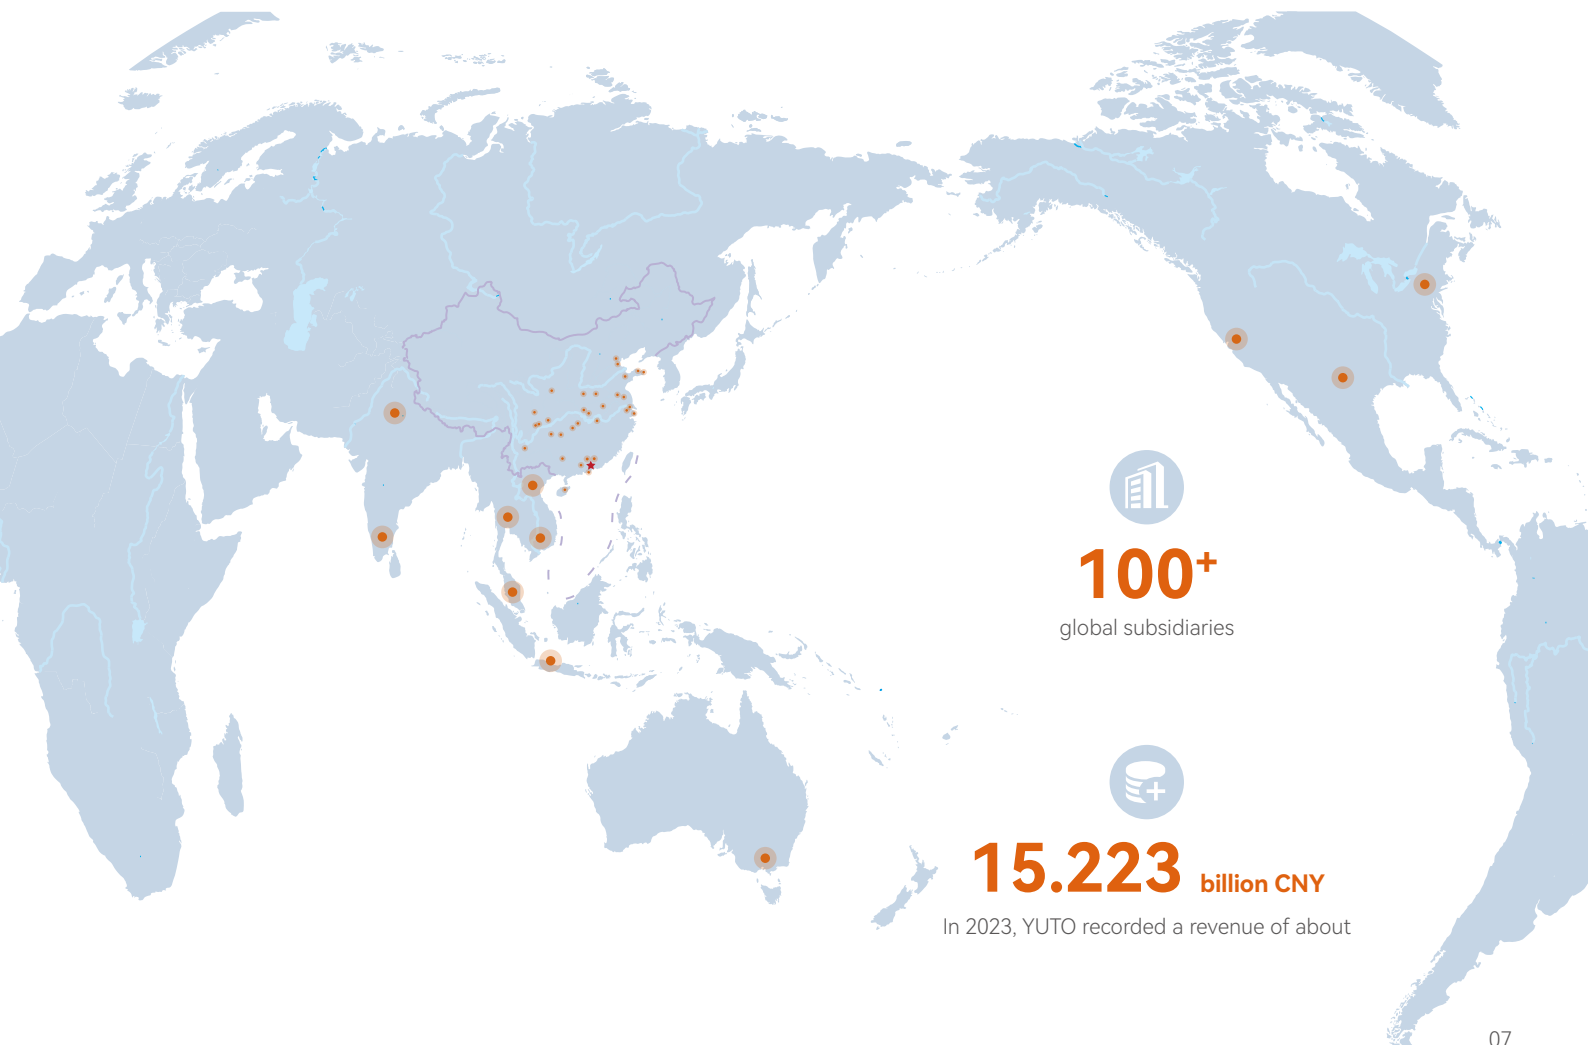 100+
global subsidiaries
15.223 billion CNY
In 2023, YUTO recorded a revenue of about
07